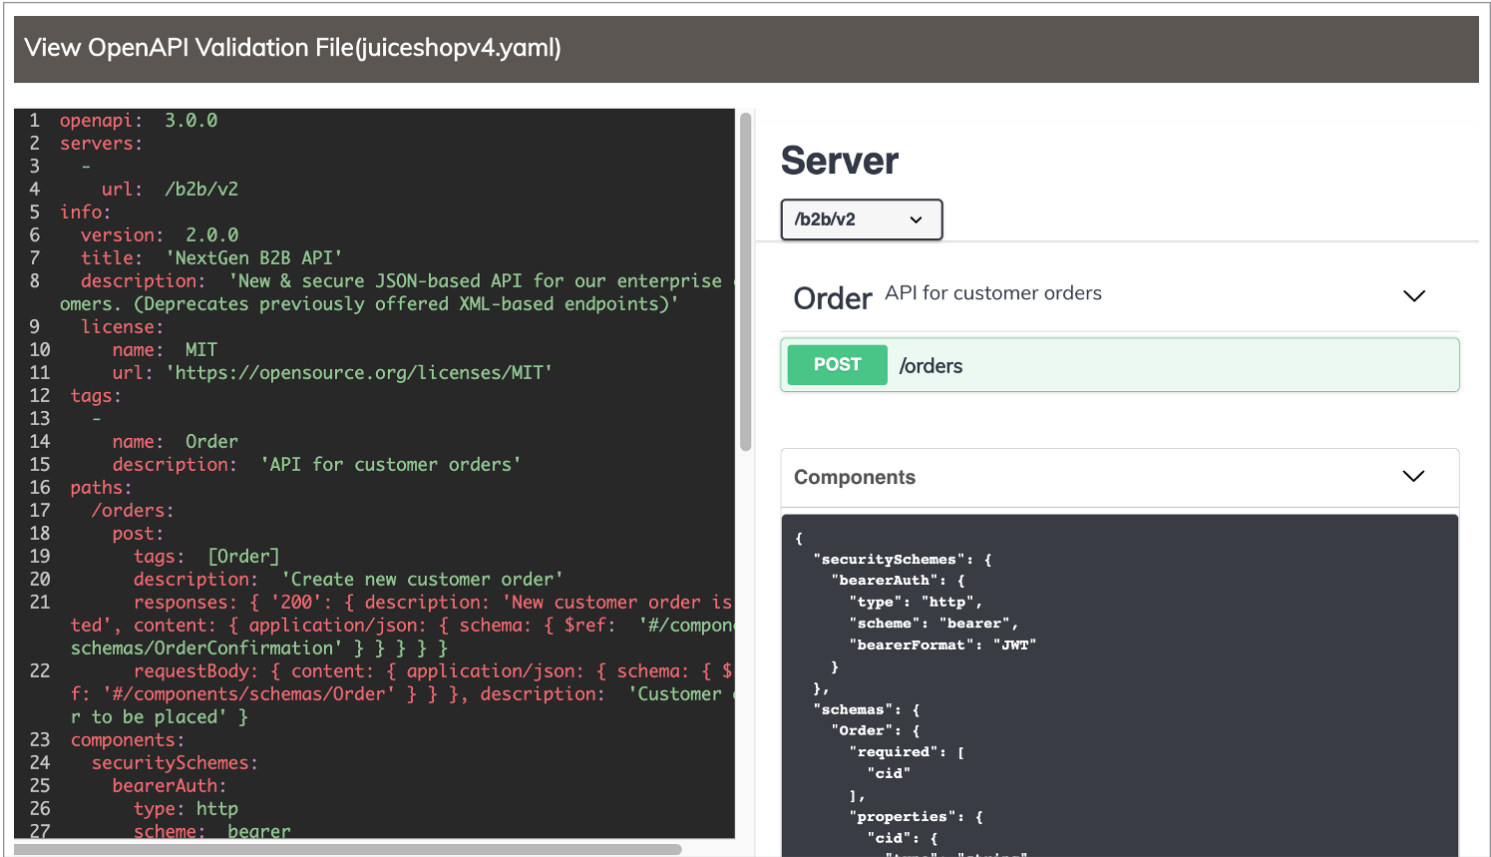 View OpenAPI Validation File(juiceshopv4.yaml)
1 openapi: 3.0.0
2 servers:
3 -
4 url: /b2b/v2
5 info:
6 version: 2.0.0
7 title: 'NextGen B2B API'
8 description: 'New & secure JSON-based API for our enterprise
omers. (Deprecates previously offered XML-based endpoints)'
9 license:
10 name: MIT
11 url: 'https://opensource.org/licenses/MIT'
12 tags:
13 -
14 name: Order
15 description: 'API for customer orders'
16 paths:
17 /orders:
18 post:
19 tags: [Order]
20 description: 'Create new customer order'
21 responses: { '200': { description: 'New customer order is
ted', content: { application/json: { schema: { $ref: '#/compon
schemas/OrderConfirmation' } } } } }
22 requestBody: { content: { application/json: { schema: { $
f: '#/components/schemas/Order' } } }, description: 'Customer
r to be placed' }
23 components:
24 securitySchemes:
25 bearerAuth:
26 type: http
27 scheme: bearer
Server
/b2b/v2
Order API for customer orders
POST /orders
Components
{
"securitySchemes": {
"bearerAuth": {
"type": "http",
"scheme": "bearer",
"bearerFormat": "JWT"
}
},
"schemas": {
"Order": {
"required": [
"cid"
],
"properties": {
"cid": {
"type": "string"